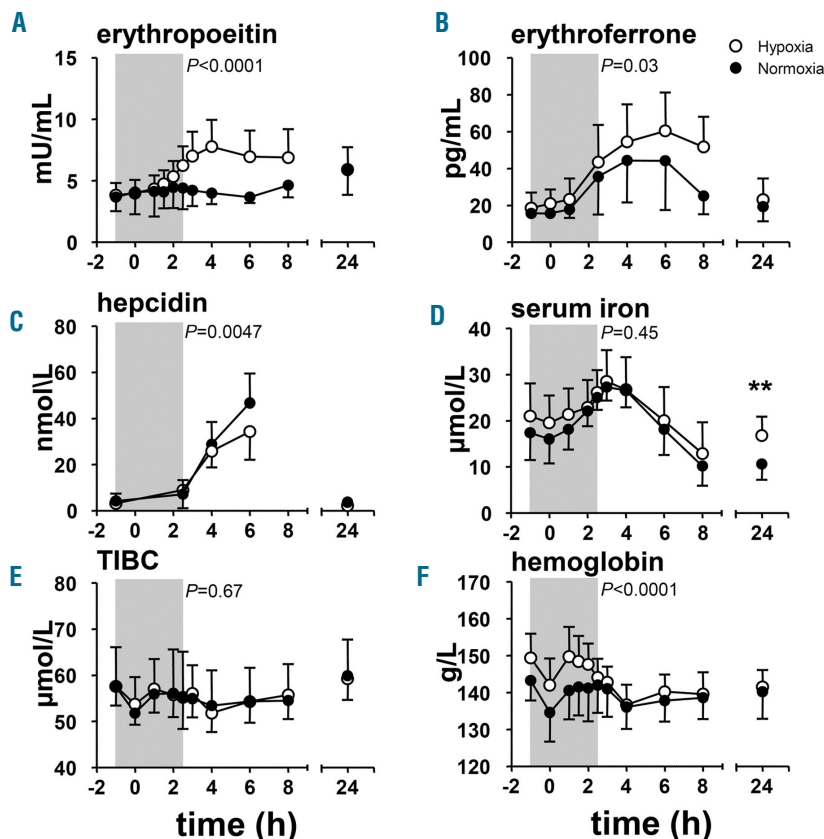 A
erythropoeitin
P<0.0001
mU/mL
15
10
5
0
-2 0 2 4 6 8 24
B
erythroferrone
P=0.03
Hypoxia
Normoxia
pg/mL
100
80
60
40
20
0
-2 0 2 4 6 8 24
C
hepcidin
P=0.0047
nmol\L
80
60
40
20
0
-2 0 2 4 6 8 24
D
serum iron
P=0.45
**
µmol/L
40
30
20
10
0
-2 0 2 4 6 8 24
E
TIBC
P=0.67
µmol/L
80
70
60
50
40
-2 0 2 4 6 8 24
time (h)
F
hemoglobin
P<0.0001
g/L
170
160
150
140
130
120
-2 0 2 4 6 8 24
time (h)